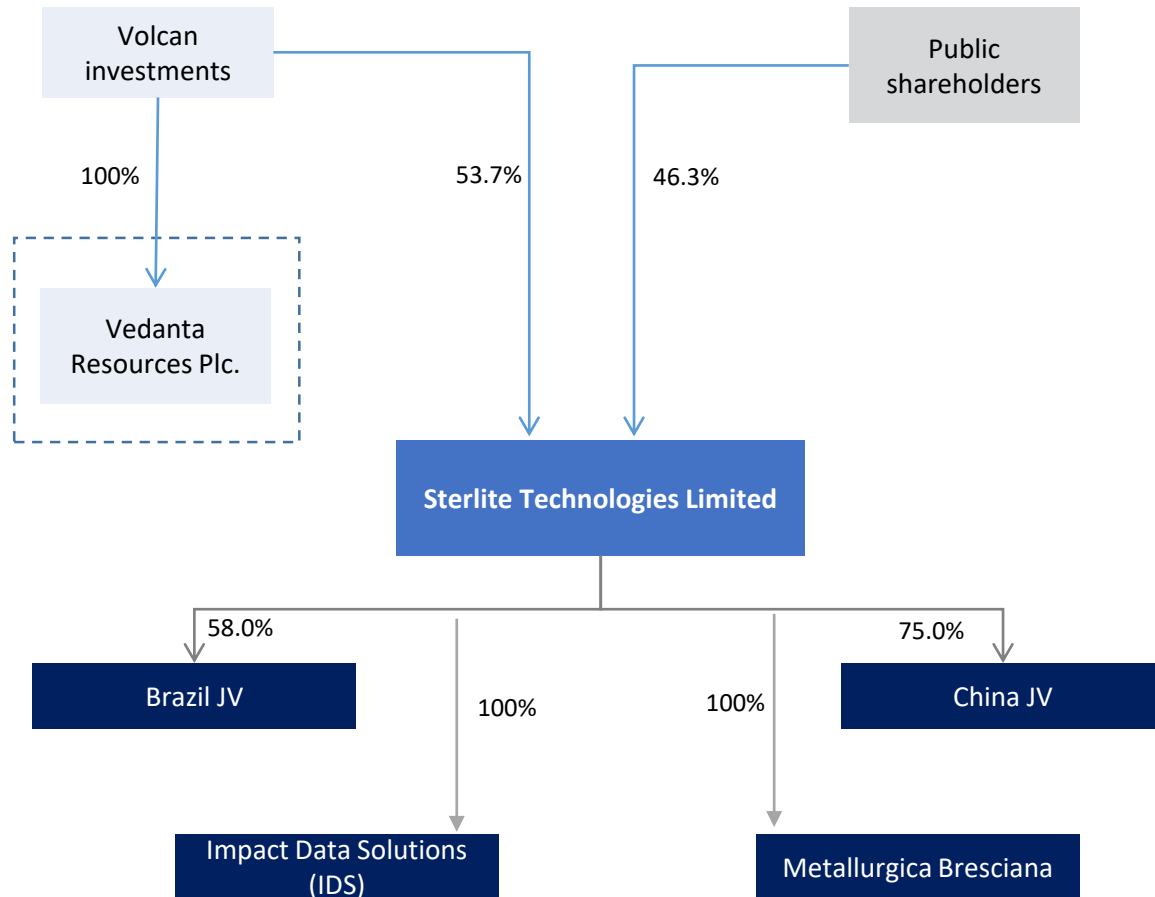 Volcan
investments
Public
shareholders
100%
53.7%
46.3%
Vedanta
Resources Plc.
Sterlite Technologies Limited
58.0%
75.0%
Brazil JV
100%
100%
China JV
Impact Data Solutions
(IDS)
Metallurgica Bresciana